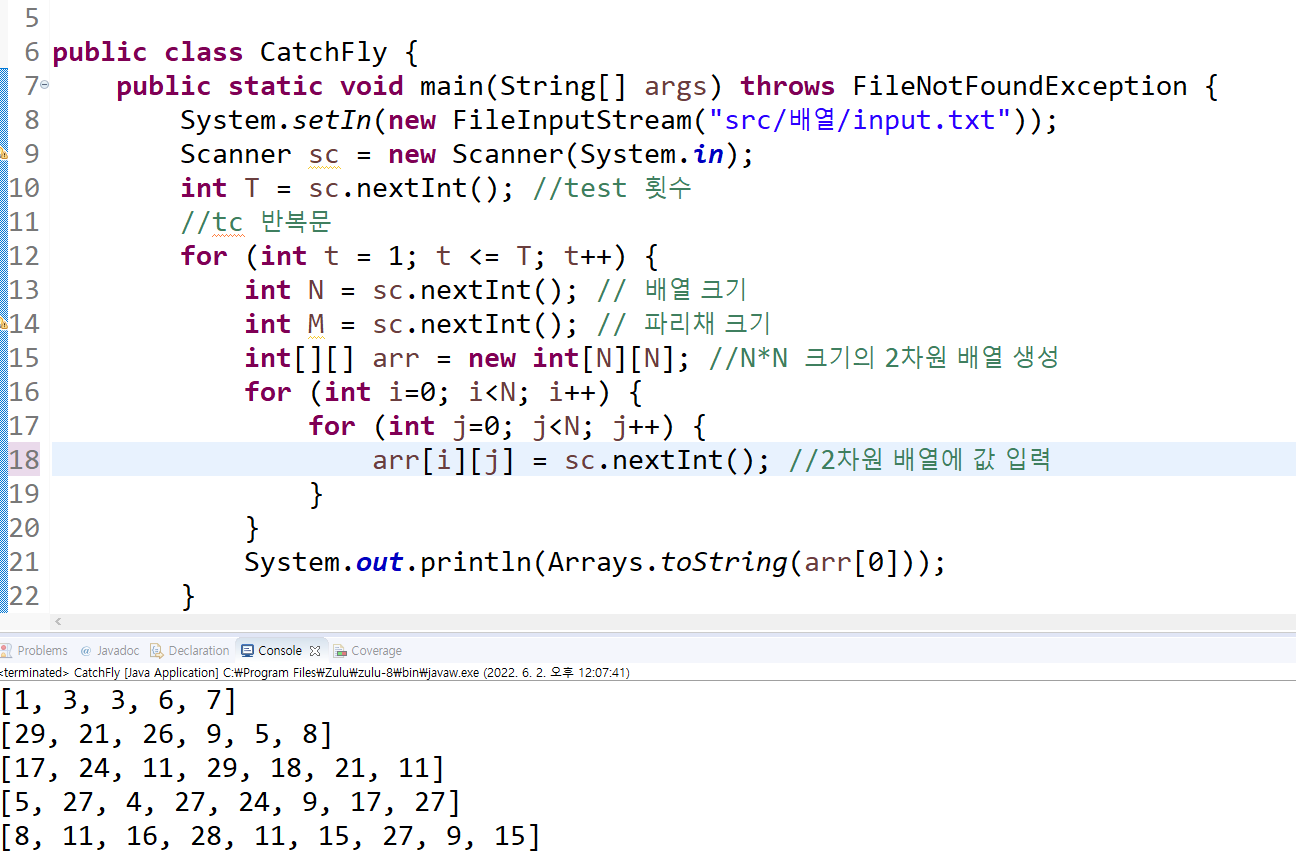 5
6 public class CatchFly {
7 public static void main(String[] args) throws FileNotFoundException {
8 System.setIn(new FileInputStream("src/배열/input.txt"));
9 Scanner sc = new Scanner(System.in);
10 int T = sc.nextInt(); //test 횟수
11 //tc 반복문
12 for (int t = 1; t <= T; t++) {
13 int N = sc.nextInt(); // 배열 크기
14 int M = sc.nextInt(); // 파리채 크기
15 int[][] arr = new int[N][N]; //N*N 크기의 2차원 배열 생성
16 for (int i=0; i<N; i++) {
17 for (int j=0; j<N; j++) {
18 arr[i][j] = sc.nextInt(); //2차원 배열에 값 입력
19 }
20 }
21 System.out.println(Arrays.toString(arr[0]));
22 }
Problems @ Javadoc Declaration Console Coverage
<terminated> CatchFly [Java Application] C:₩Program Files₩Zulu₩zulu-8₩bin₩javaw.exe (2022. 6. 2. 오후 12:07:41)
[1, 3, 3, 6, 7]
[29, 21, 26, 9, 5, 8]
[17, 24, 11, 29, 18, 21, 11]
[5, 27, 4, 27, 24, 9, 17, 27]
[8, 11, 16, 28, 11, 15, 27, 9, 15]